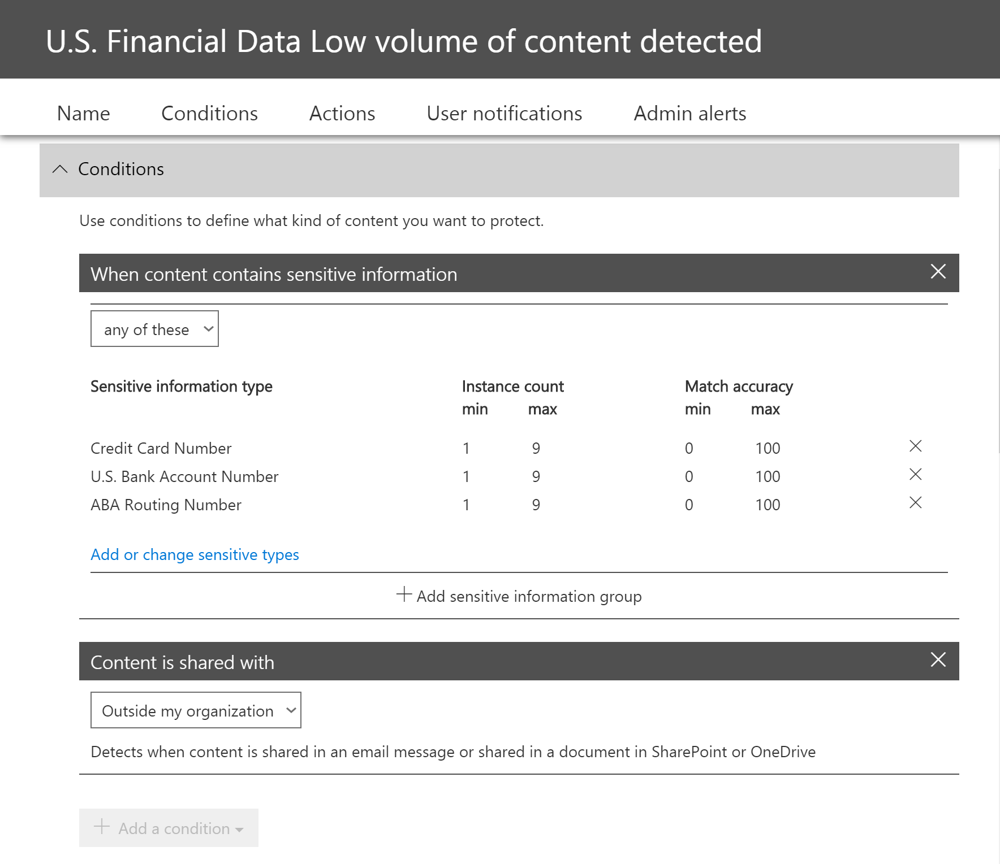 U.S. Financial Data Low volume of content detected
Name Conditions Actions User notifications Admin alerts
Conditions
Use conditions to define what kind of content you want to protect.
When content contains sensitive information
any of these
Sensitive information type Instance count Match accuracy
min max min max
Credit Card Number 1 9 0 100
U.S. Bank Account Number 1 9 0 100
ABA Routing Number 1 9 0 100
Add or change sensitive types
Add sensitive information group
Content is shared with
Outside my organization
Detects when content is shared in an email message or shared in a document in SharePoint or OneDrive
Add a condition